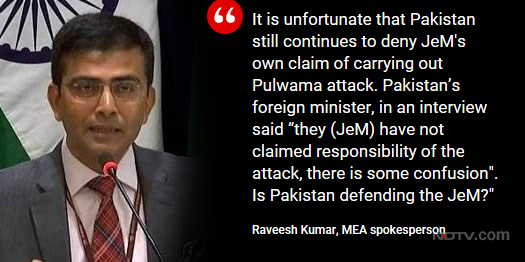 “
It is unfortunate that Pakistan
still continues to deny JeM's
own claim of carrying out
Pulwama attack. Pakistan’s
foreign minister, in an interview
said “they (JeM) have not
claimed responsibility of the
attack, there is some confusion".
Is Pakistan defending the JeM?"
Raveesh Kumar, MEA spokesperson
NDTV.com